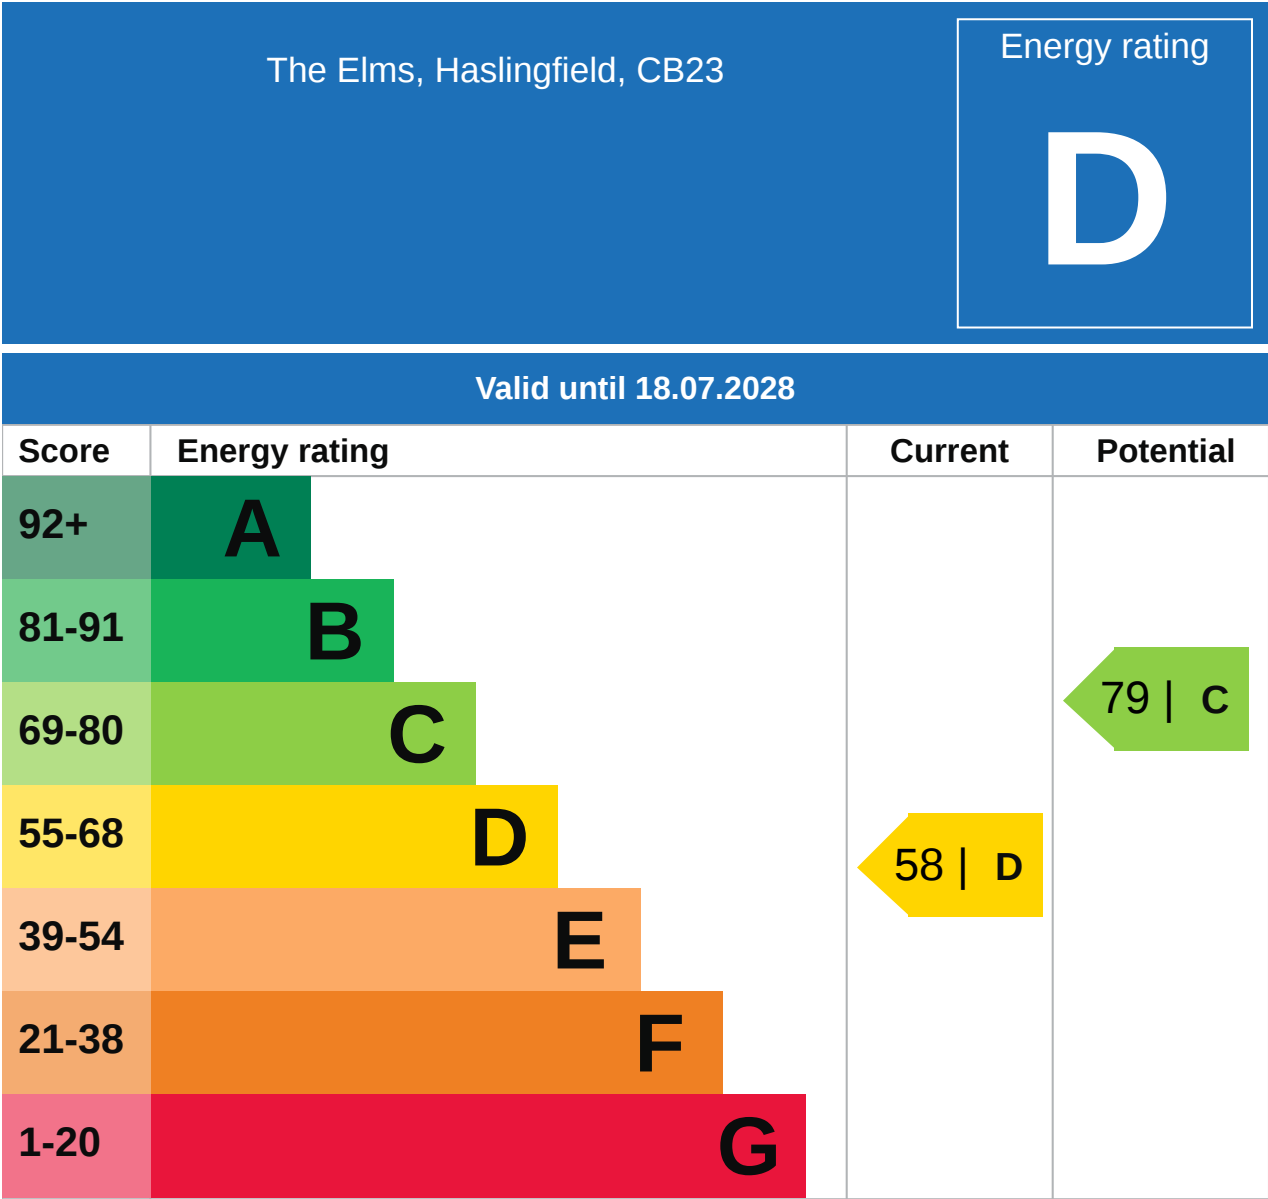 The Elms, Haslingfield, CB23
Energy rating
D
Valid until 18.07.2028
Score Energy rating Current Potential
92+ A
81-91 B
69-80 C
79 | C
55-68 D
58 | D
39-54 E
21-38 F
1-20 G